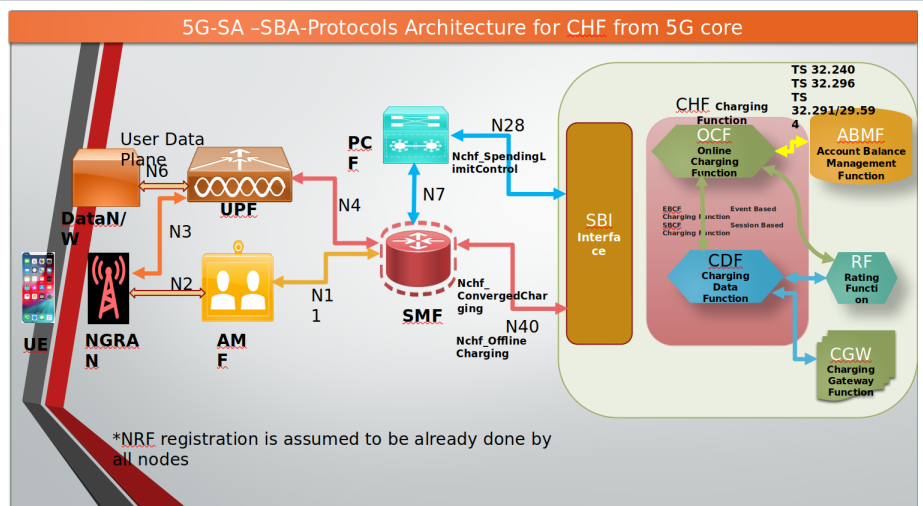 5G-SA –SBA-Protocols Architecture for CHF from 5G core
TS 32.240
TS 32.296
TS
32.291/29.59
4
CHF Charging
Function
User Data
Plane
N6
DataN/
W
UPF
N3
N2
UE
NGRA
N
AM
F
N1
1
N4
PC
F
N28
Nchf_SpendingL
imitControl
N7
SMF
Nchf_
ConvergedChar
ging
N40
Nchf_Offline
Charging
SBI
Interfa
ce
OCF
Online
Charging
Function
ABMF
Account Balance
Management
Function
EBCF Event Based
Charging Function
SBCF Session Based
Charging Function
CDF
Charging
Data
Function
RF
Rating
Functi
on
CGW
Charging
Gateway
Function
*NRF registration is assumed to be already done by
all nodes